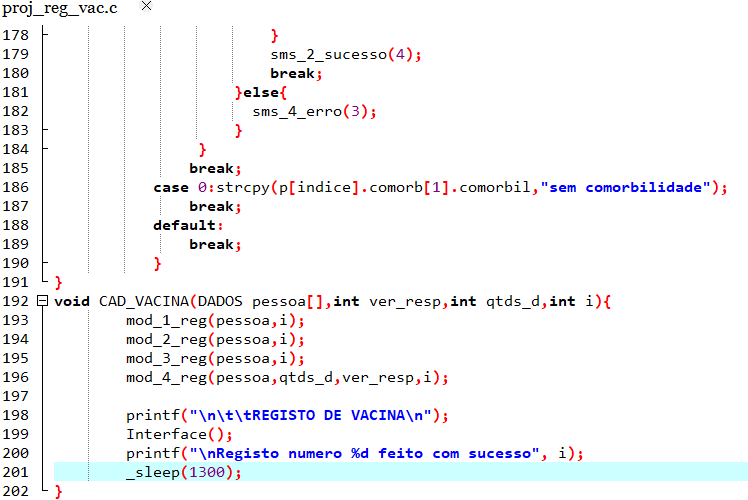 proj_reg_vac.c ×
178 }
179 sms_2_sucesso(4);
180 break;
181 }else{
182 sms_4_erro(3);
183 }
184 }
185 break;
186 case 0:strcpy(p[indice].comorb[1].comorbil,"sem comorbilidade");
187 break;
188 default:
189 break;
190 }
191 }
192 void CAD_VACINA(DADOS pessoa[],int ver_resp,int qtds_d,int i){
193 mod_1_reg(pessoa,i);
194 mod_2_reg(pessoa,i);
195 mod_3_reg(pessoa,i);
196 mod_4_reg(pessoa,qtds_d,ver_resp,i);
197
198 printf("\n\t\tREGISTO DE VACINA\n");
199 Interface();
200 printf("\nRegisto numero %d feito com sucesso", i);
201 _sleep(1300);
202 }